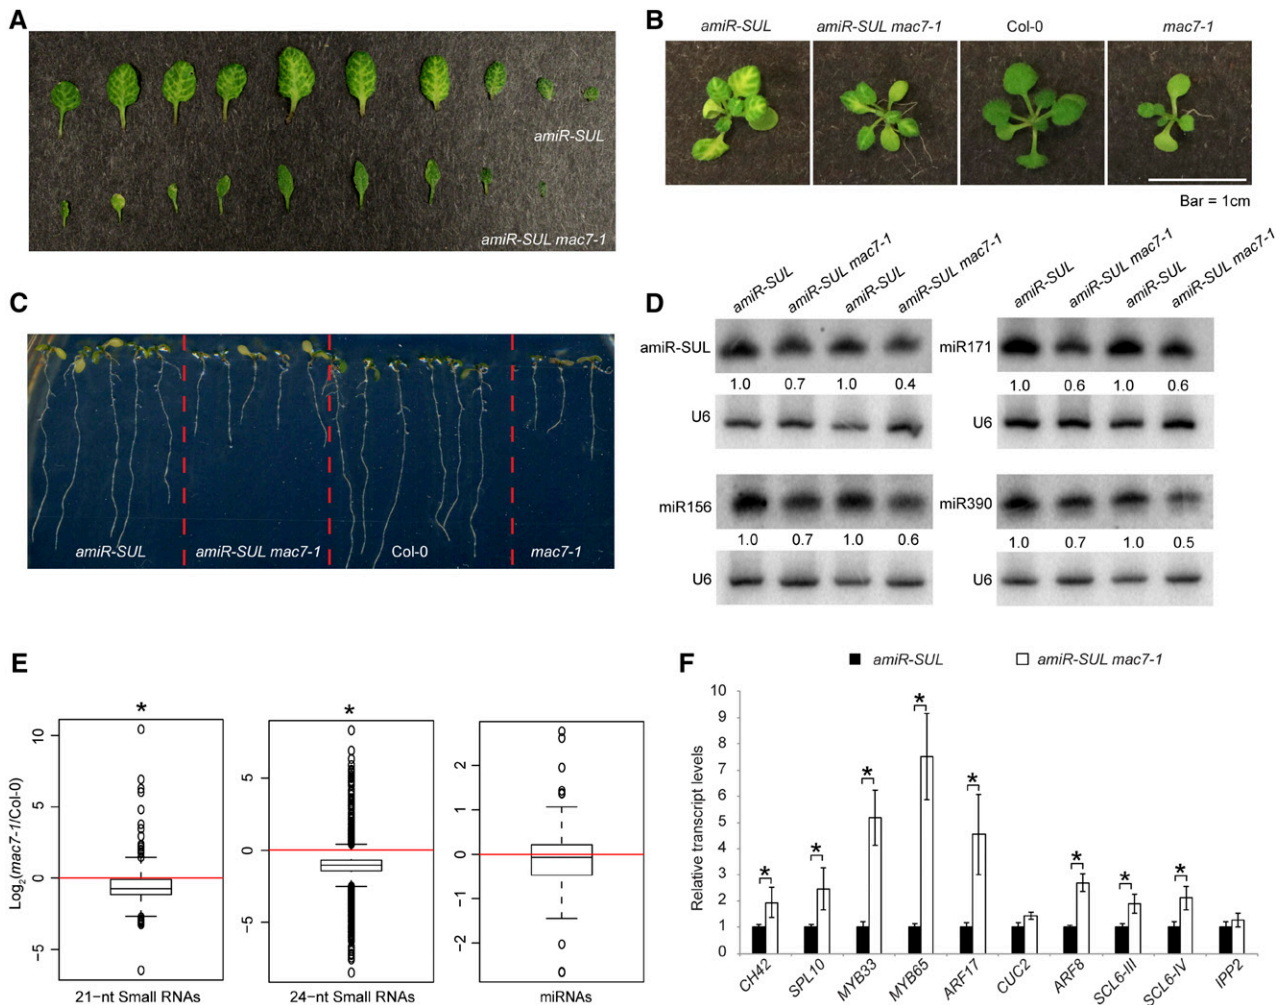 A
amiR-SUL
amiR-SUL mac7-1
B
amiR-SUL
amiR-SUL mac7-1
Col-0
mac7-1
Bar = 1cm
C
amiR-SUL
amiR-SUL mac7-1
Col-0
mac7-1
D
amiR-SUL
amiR-SUL mac7-1
amiR-SUL
amiR-SUL mac7-1
amiR-SUL
1.0 0.7 1.0 0.4
U6
miR156
1.0 0.7 1.0 0.6
U6
amiR-SUL
amiR-SUL mac7-1
amiR-SUL
amiR-SUL mac7-1
miR171
1.0 0.6 1.0 0.6
U6
miR390
1.0 0.7 1.0 0.5
U6
E
Log2(mac7-1/Col-0)
*
10
5
0
−5
21−nt Small RNAs
*
5
0
−5
24−nt Small RNAs
2
1
0
−1
−2
miRNAs
F
amiR-SUL
amiR-SUL mac7-1
Relative transcript levels
10
9
8
7
6
5
4
3
2
1
0
*
*
*
*
*
*
*
*
CH42
SPL10
MYB33
MYB65
ARF17
CUC2
ARF8
SCL6-III
SCL6-IV
IPP2